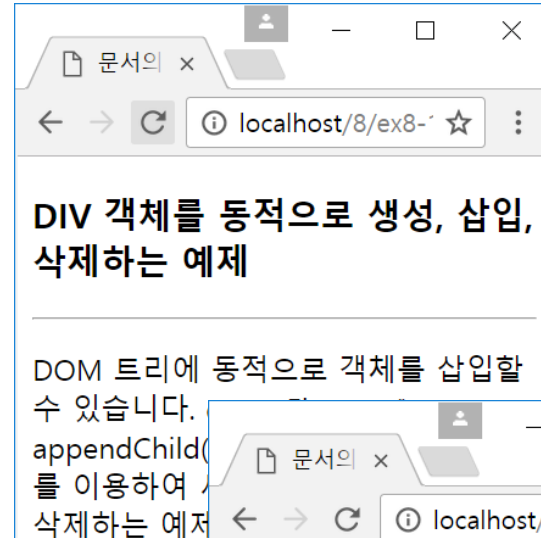 문서의
localhost/8/ex8-
DIV 객체를 동적으로 생성, 삽입,
삭제하는 예제
DOM 트리에 동적으로 객체를 삽입할
수 있습니다.
appendChild(
를 이용하여
삭제하는 예제
문서의
localhost/